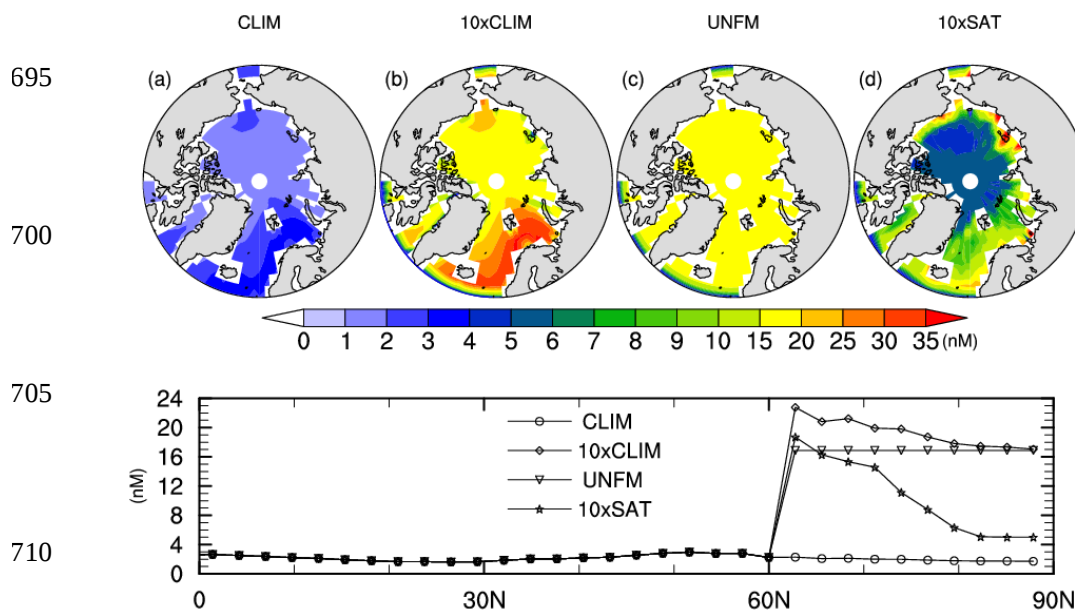 CLIM 10xCLIM UNFM 10xSAT
695
(a) (b) (c) (d)
700
0 1 2 3 4 5 6 7 8 9 10 15 20 25 30 35 (nM)
705
24
20
16
12
8
4
0
(nM)
CLIM
10xCLIM
UNFM
10xSAT
710
0 30N 60N 90N